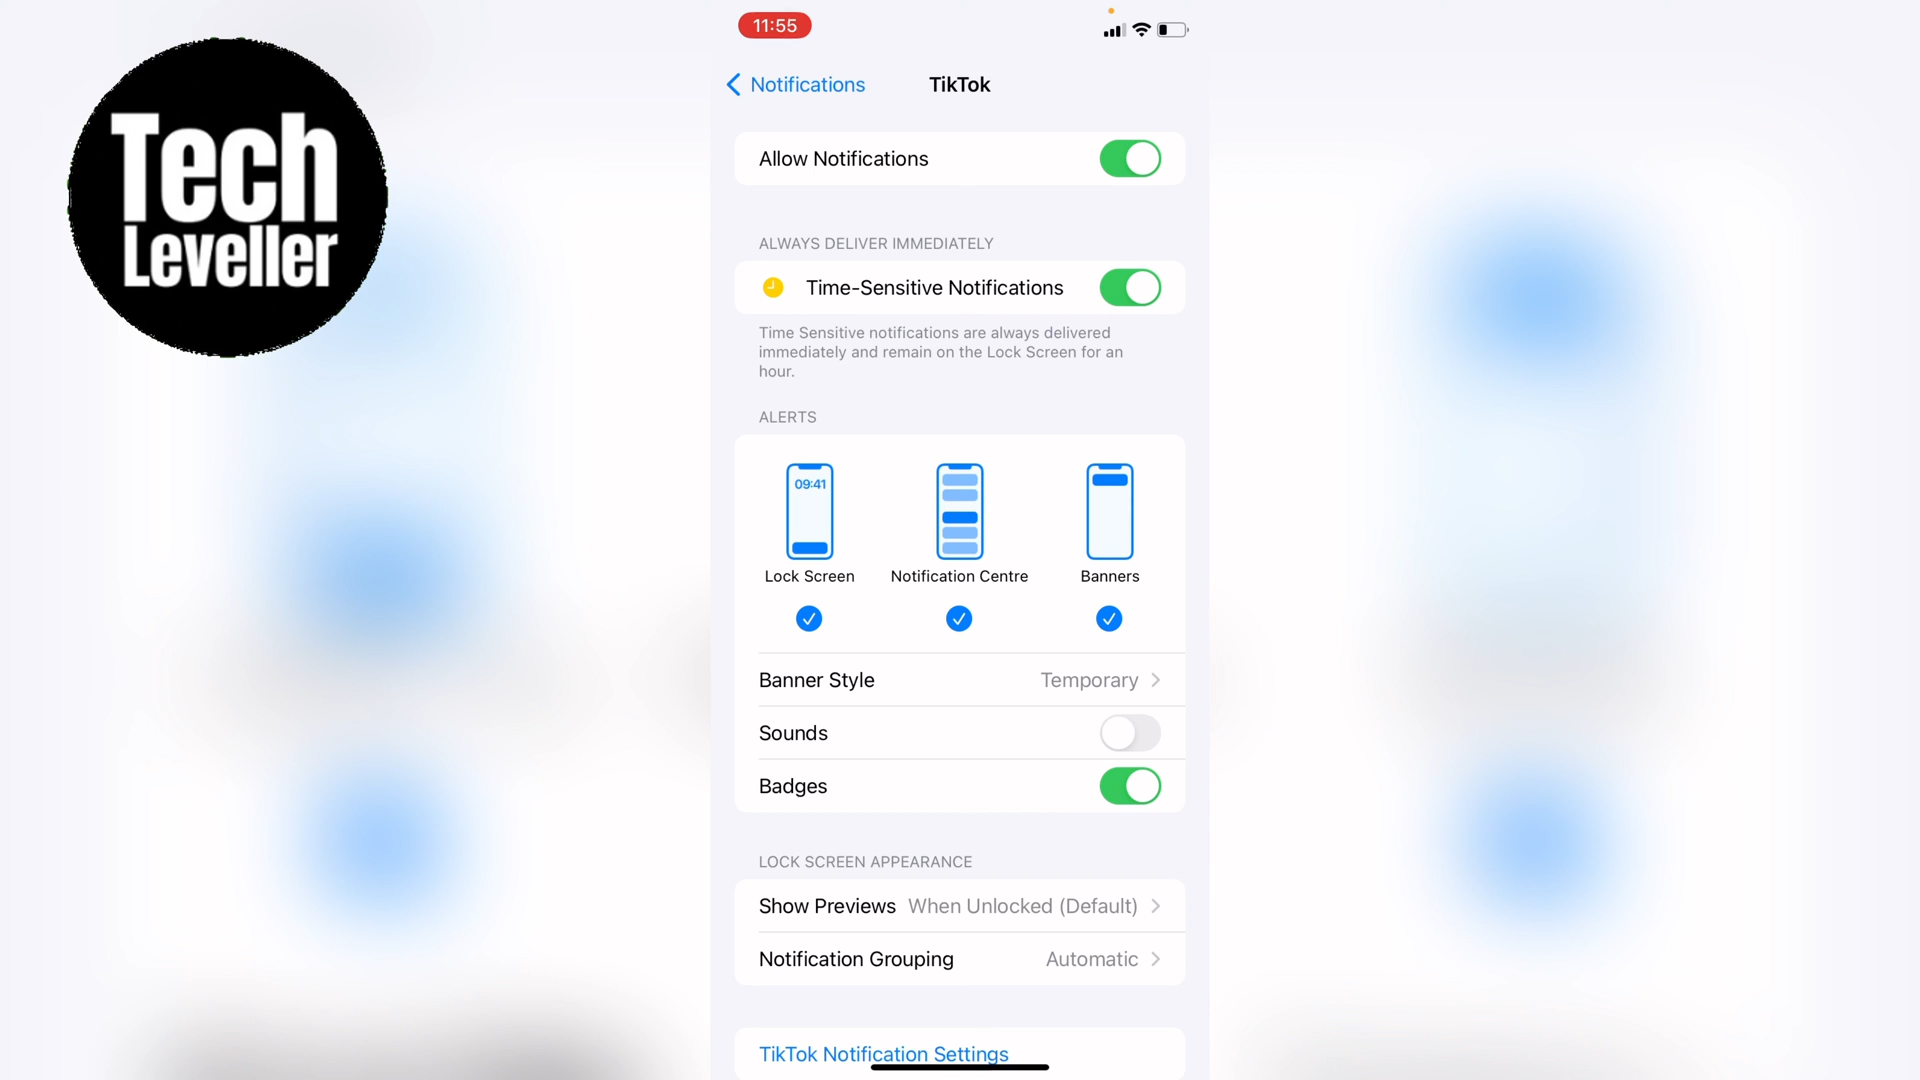 Tech
Leveller
11:55
Notifications
TikTok
Allow Notifications
ALWAYS DELIVER IMMEDIATELY
Time-Sensitive Notifications
Time Sensitive notifications are always delivered
immediately and remain on the Lock Screen for an
hour.
ALERTS
09:41
Lock Screen
Notification Centre
Banners
Banner Style
Temporary
Sounds
Badges
LOCK SCREEN APPEARANCE
Show Previews
When Unlocked (Default)
Notification Grouping
Automatic
TikTok Notification Settings